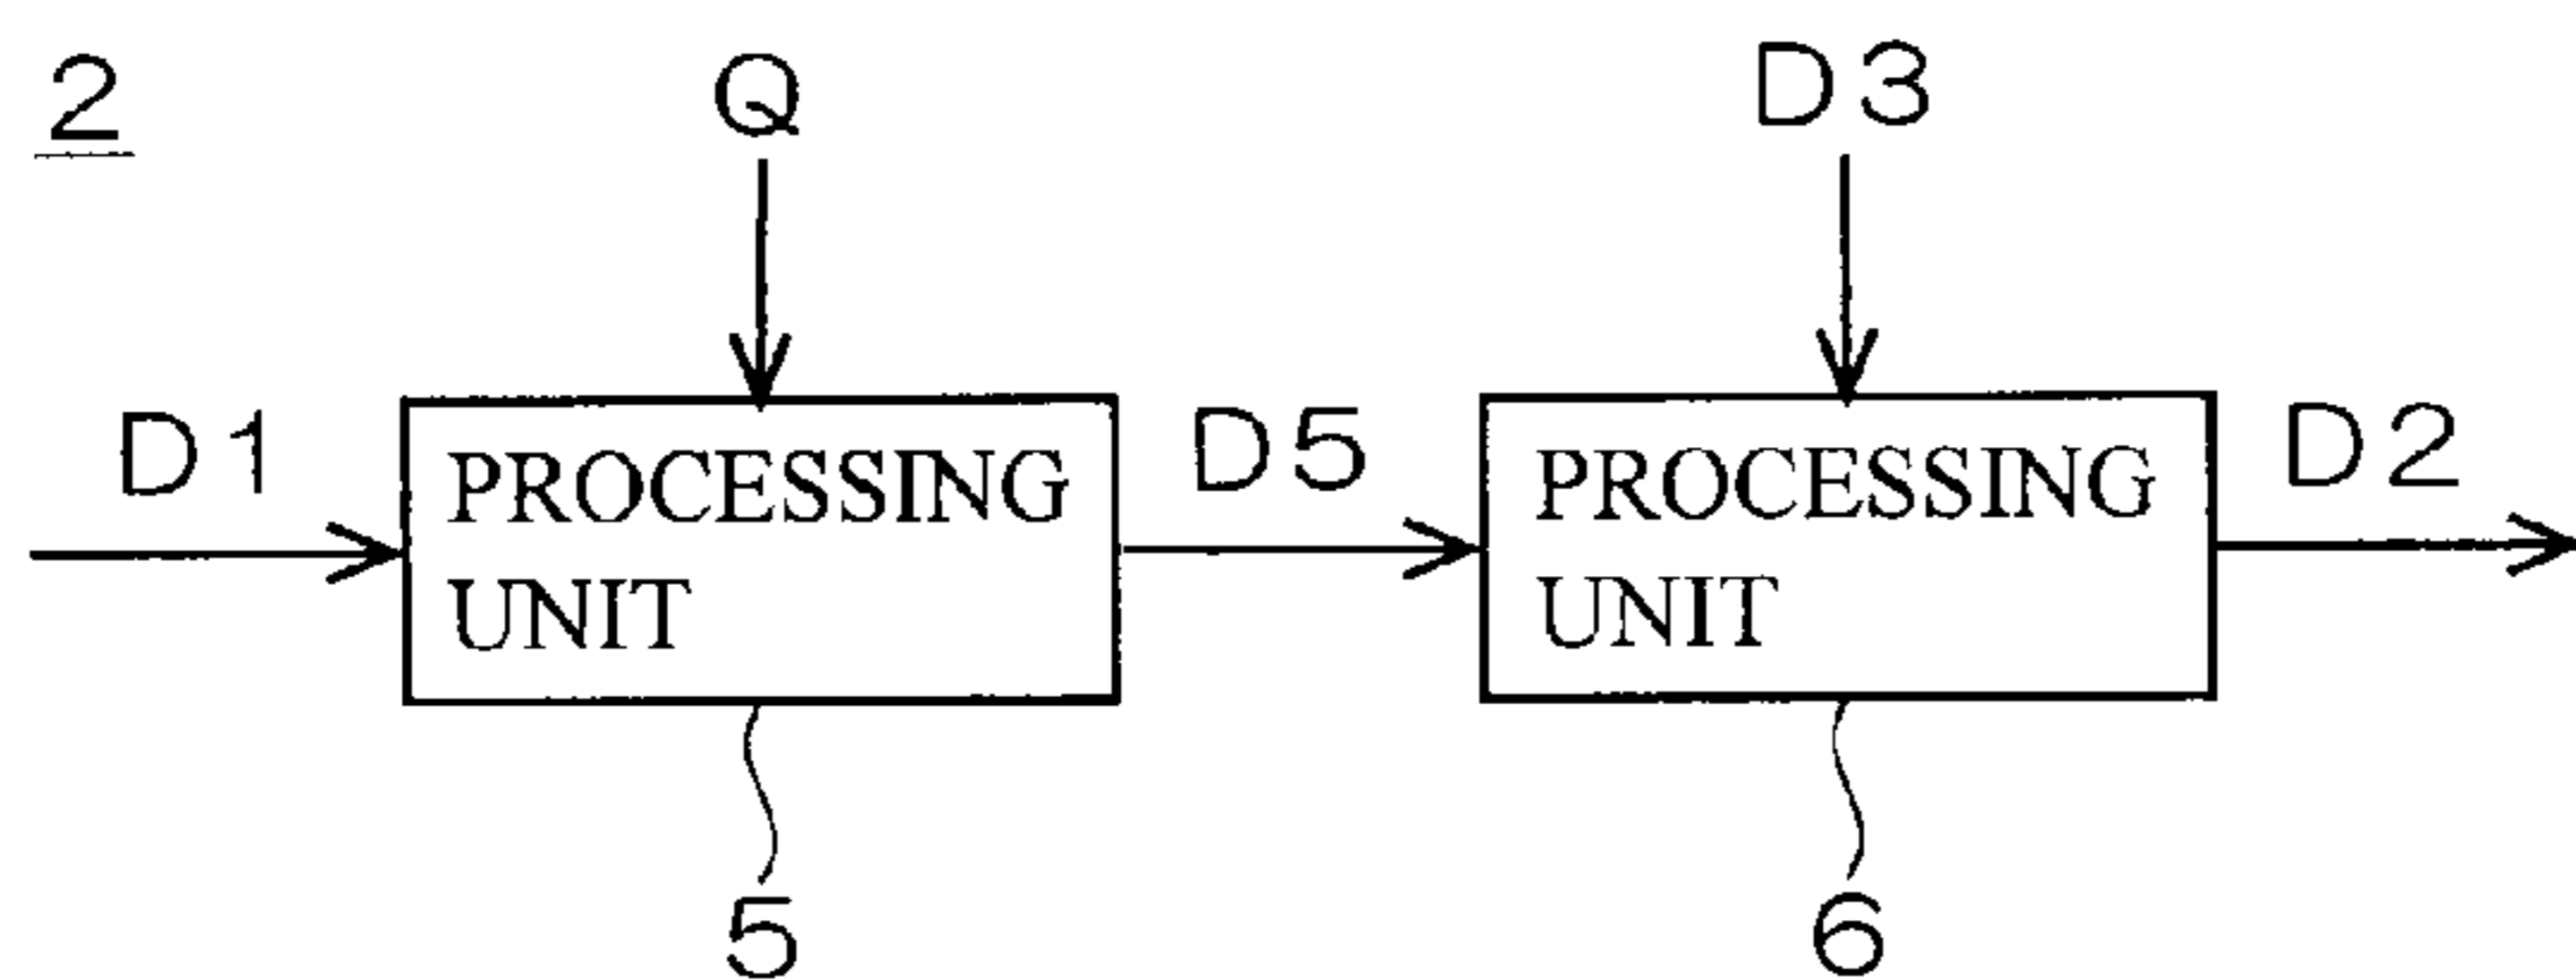 2
Q
D3
D1
PROCESSING
UNIT
D5
PROCESSING
UNIT
D2
5
6